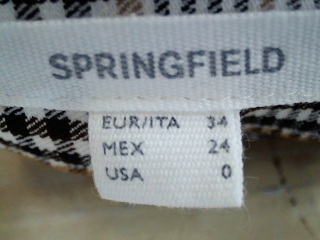 SPRINGFIELD
EUR/ITA 34
MEX 24
USA 0